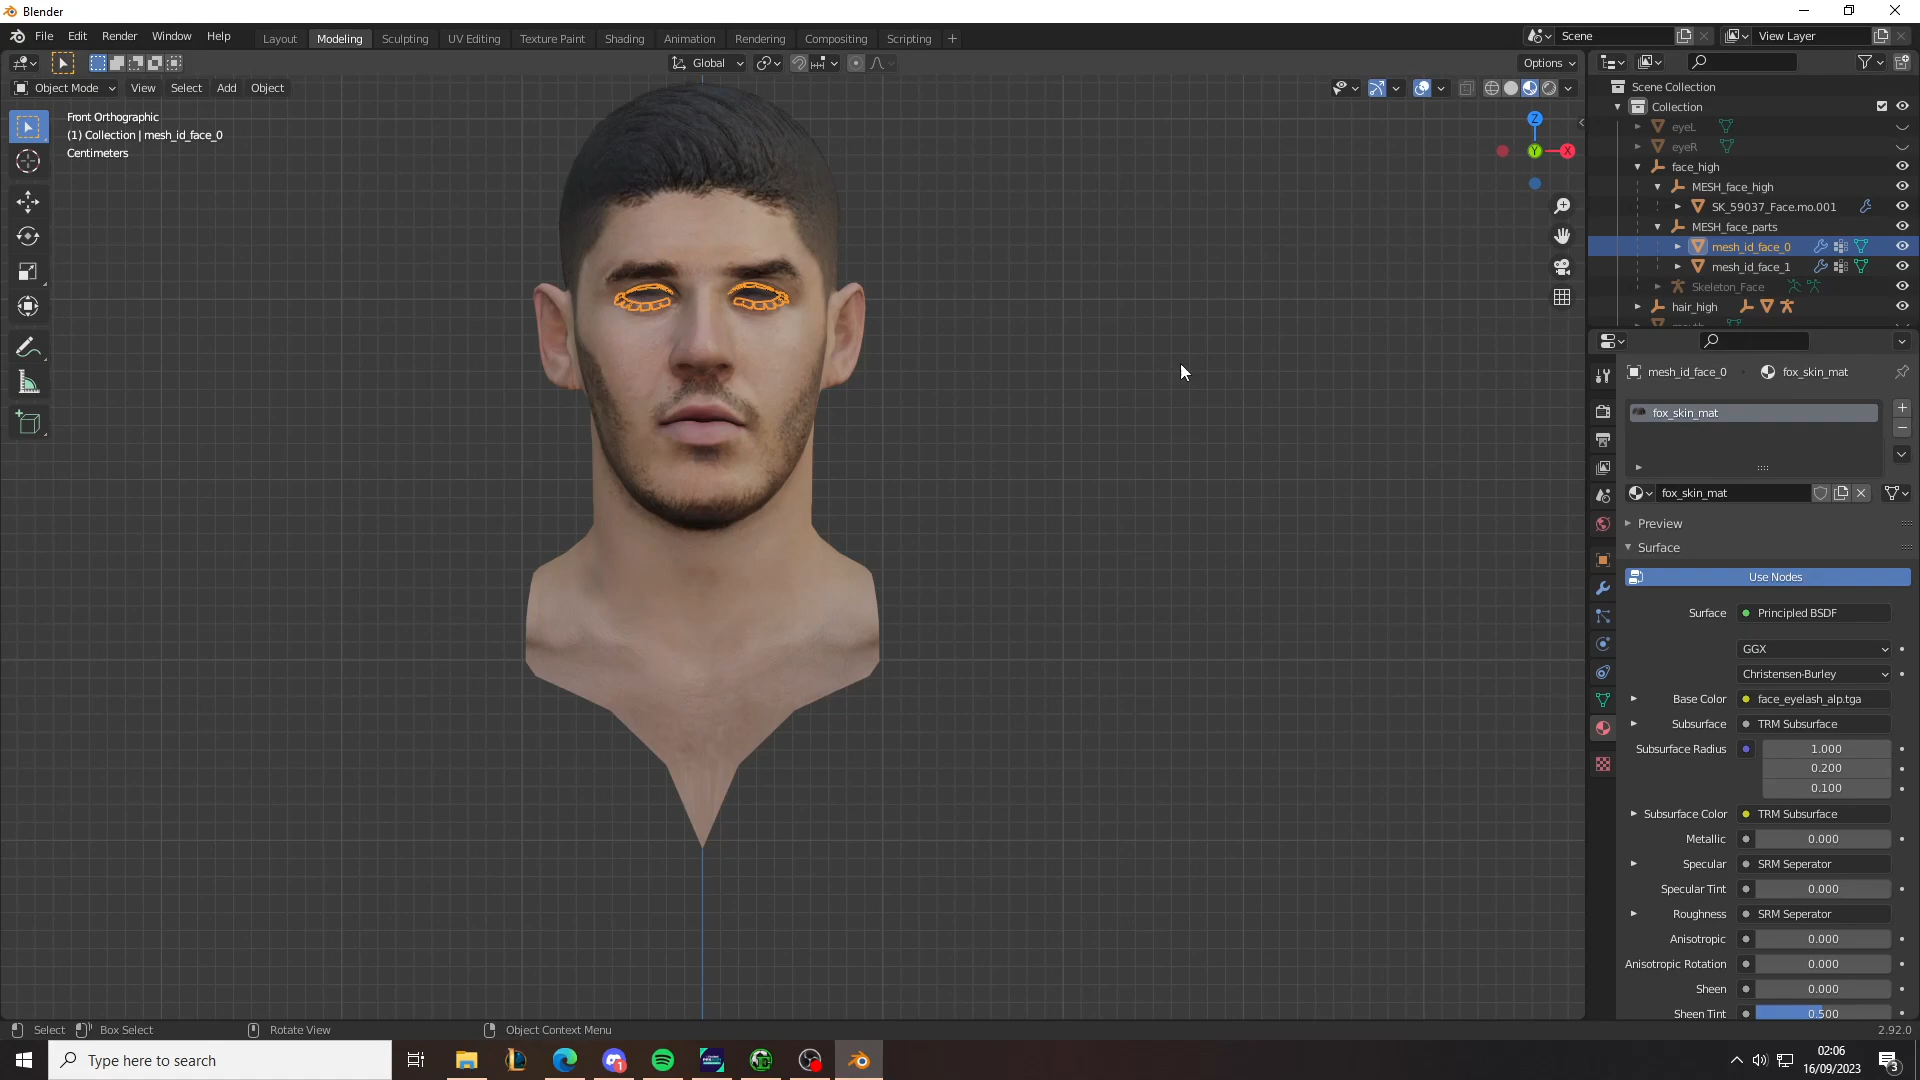 Blender
File Edit Render Window Help
Layout Modeling Sculpting UV Editing Texture Paint Shading Animation Rendering Compositing Scripting +
Scene
View Layer
Global
Options
Object Mode View Select Add Object
Front Orthographic
(1) Collection | mesh_id_face_0
Centimeters
Z
Y
X
Scene Collection
Collection
eyeL
eyeR
face_high
MESH_face_high
SK_59037_Face.mo.001
MESH_face_parts
mesh_id_face_0
mesh_id_face_1
Skeleton_Face
hair_high
mesh_id_face_0 fox_skin_mat
fox_skin_mat
fox_skin_mat
Preview
Surface
Use Nodes
Surface Principled BSDF
GGX
Christensen-Burley
Base Color face_eyelash_alp.tga
Subsurface TRM Subsurface
Subsurface Radius 1.000
0.200
0.100
Subsurface Color TRM Subsurface
Metallic 0.000
Specular SRM Seperator
Specular Tint 0.000
Roughness SRM Seperator
Anisotropic 0.000
Anisotropic Rotation 0.000
Sheen 0.000
Sheen Tint 0.500
Select Box Select Rotate View Object Context Menu
2.92.0
Type here to search
1
02:06
16/09/2023
3